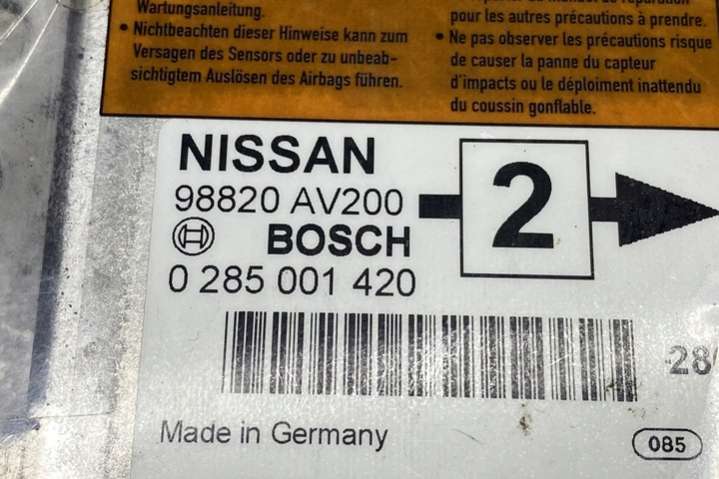 Wartungsanleitung.
• Nichtbeachten dieser Hinweise kann zum
Versagen des Sensors oder zu unbeab-
sichtigtem Auslösen des Airbags führen.
pour les autres précautions à prendre.
• Ne pas observer les précautions risque
de causer la panne du capteur
d'impacts ou le déploiement inattendu
du coussin gonflable.
NISSAN
98820 AV200
2
BOSCH
0 285 001 420
28
Made in Germany
085